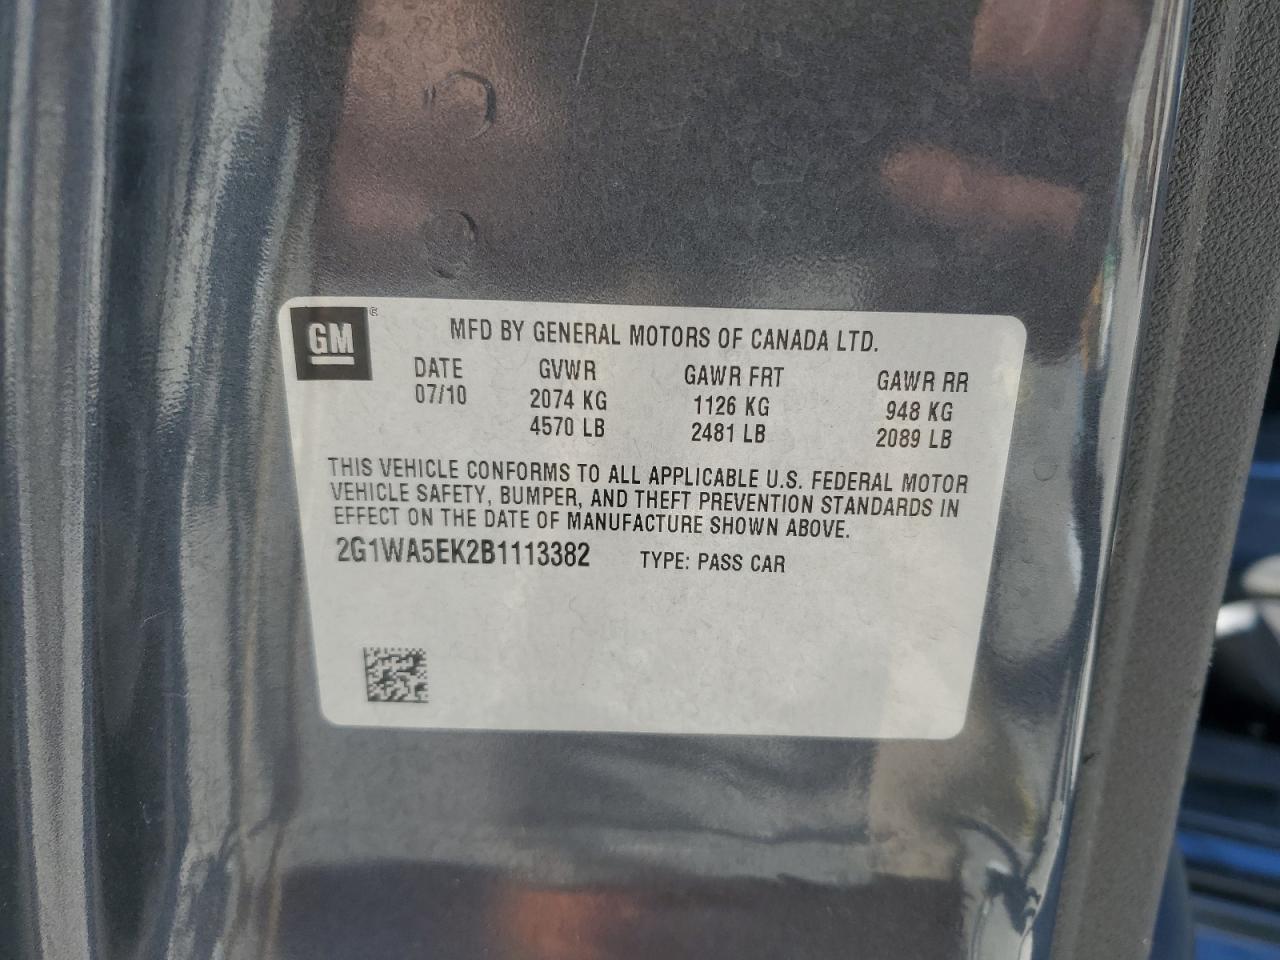 GM
MFD BY GENERAL MOTORS OF CANADA LTD.
DATE GVWR GAWR FRT GAWR RR
07/10 2074 KG 1126 KG 948 KG
4570 LB 2481 LB 2089 LB
THIS VEHICLE CONFORMS TO ALL APPLICABLE U.S. FEDERAL MOTOR
VEHICLE SAFETY, BUMPER, AND THEFT PREVENTION STANDARDS IN
EFFECT ON THE DATE OF MANUFACTURE SHOWN ABOVE.
2G1WA5EK2B1113382 TYPE: PASS CAR